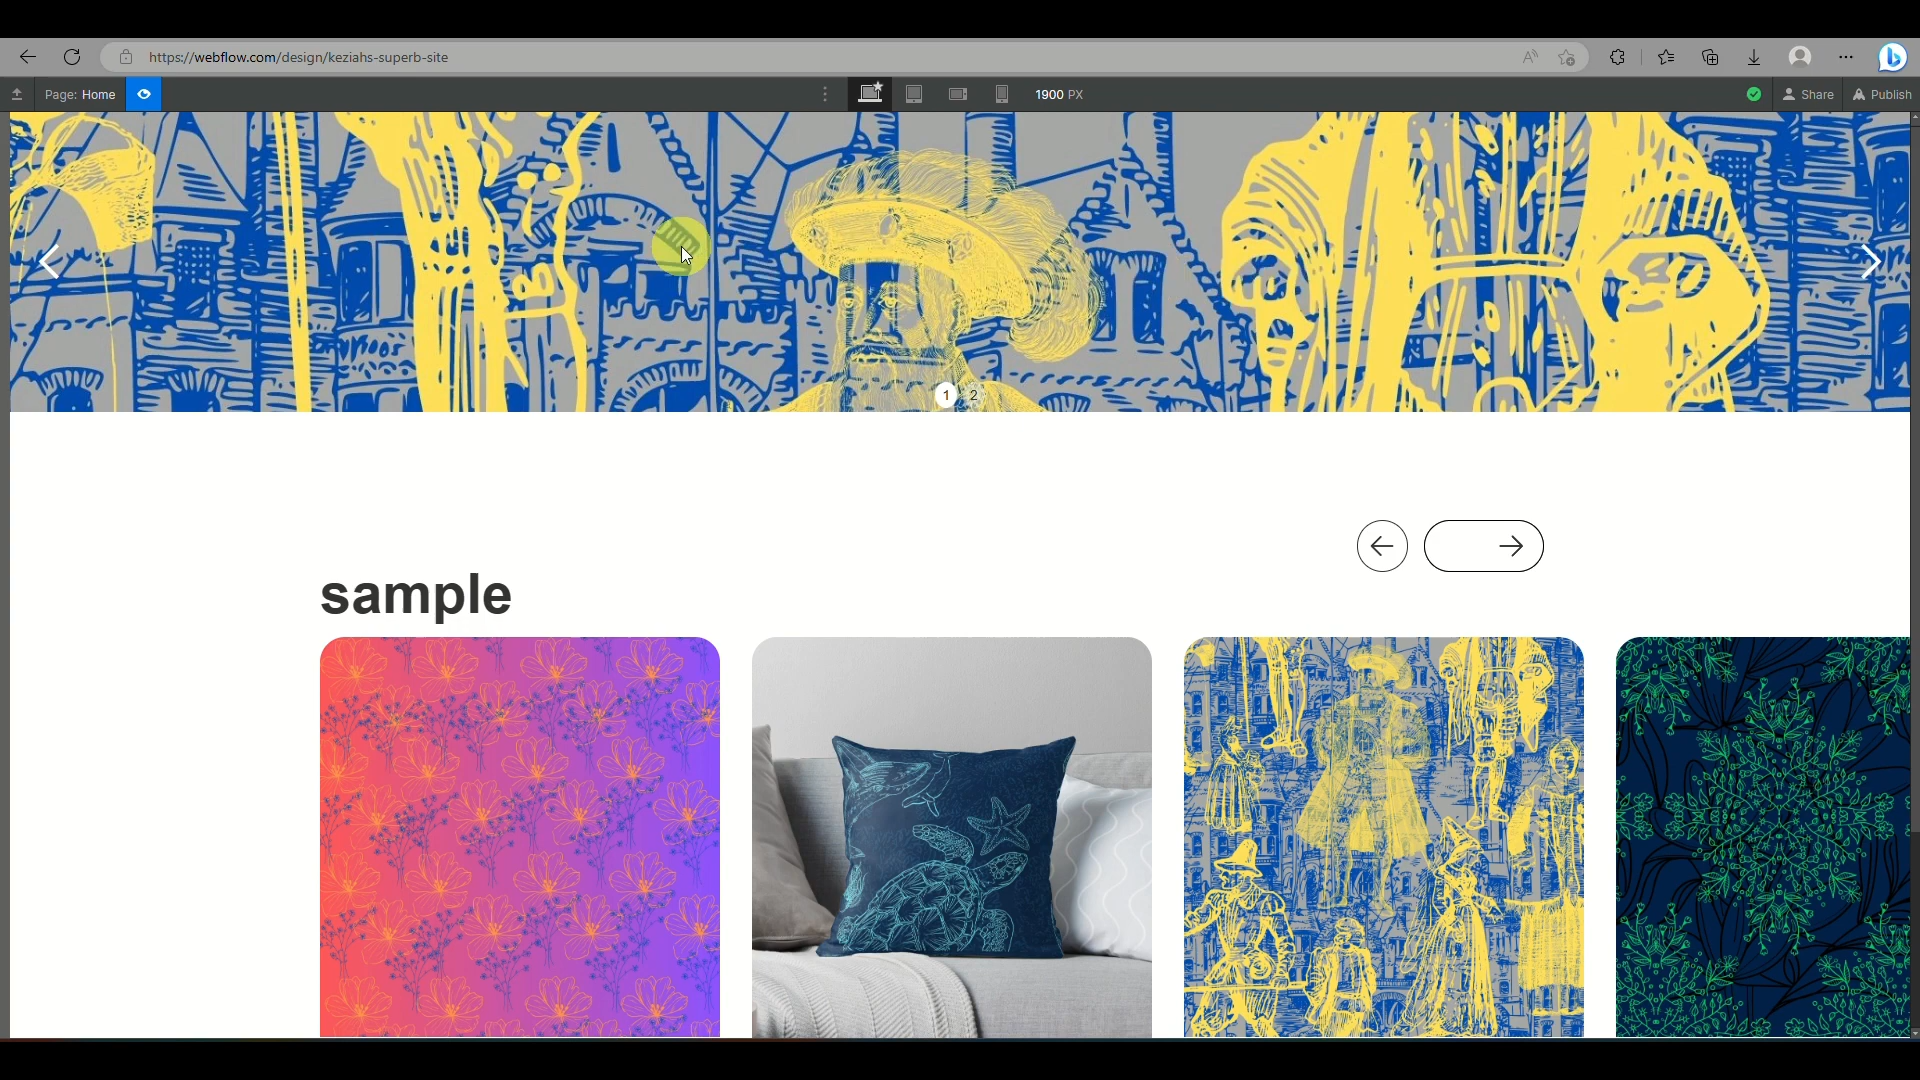 https://webflow.com/design/keziahs-superb-site
Page: Home
1900 PX
Share
Publish
1 2
sample